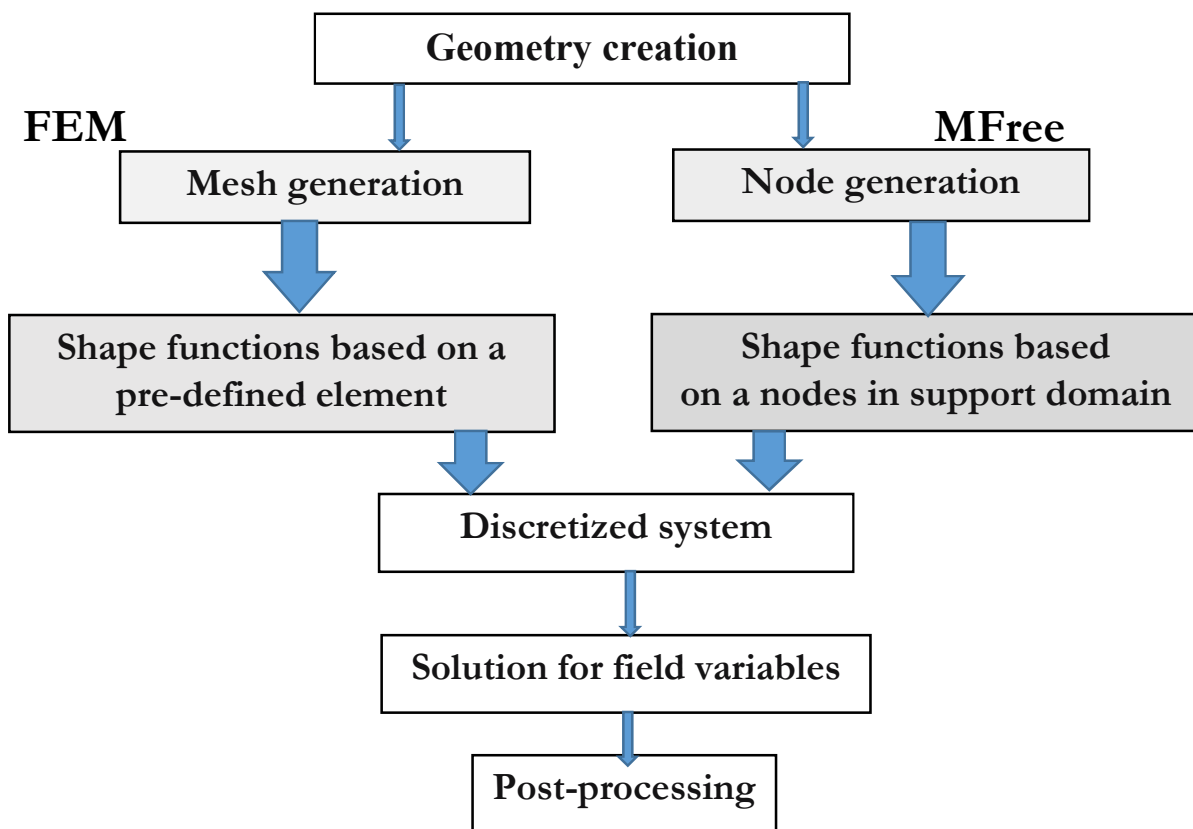 Geometry creation
FEM
MFree
Mesh generation
Node generation
Shape functions based on a
pre-defined element
Shape functions based
on a nodes in support domain
Discretized system
Solution for field variables
Post-processing